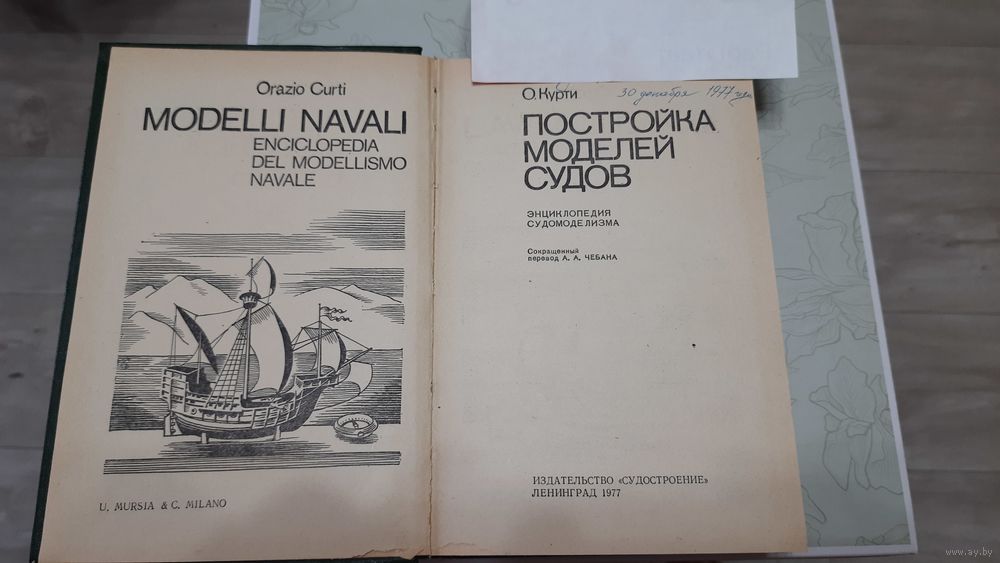 Orazio Curti
MODELLI NAVALI
ENCICLOPEDIA
DEL MODELLISMO
NAVALE
U. MURSIA & C. MILANO
О. Курти
30 декабря 1977
ПОСТРОЙКА
МОДЕЛЕЙ
СУДОВ
ЭНЦИКЛОПЕДИЯ
СУДОМОДЕЛИЗМА
Сокращенный
перевод А. А. ЧЕБАНА
ИЗДАТЕЛЬСТВО «СУДОСТРОЕНИЕ»
ЛЕНИНГРАД 1977
www.ay.by